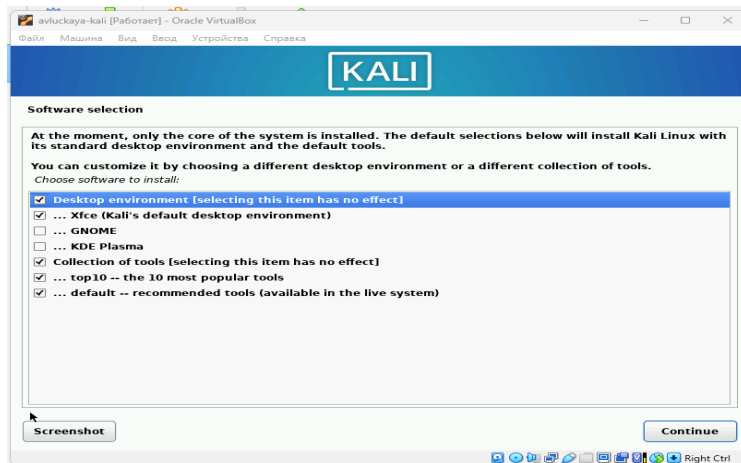 avluckaya-kali [Работает] - Oracle VirtualBox
Файл Машина Вид Ввод Устройства Справка
KALI
Software selection
At the moment, only the core of the system is installed. The default selections below will install Kali Linux with
its standard desktop environment and the default tools.
You can customize it by choosing a different desktop environment or a different collection of tools.
Choose software to install:
Desktop environment [selecting this item has no effect]
... Xfce (Kali's default desktop environment)
... GNOME
... KDE Plasma
Collection of tools [selecting this item has no effect]
... top10 -- the 10 most popular tools
... default -- recommended tools (available in the live system)
Screenshot
Continue
Right Ctrl